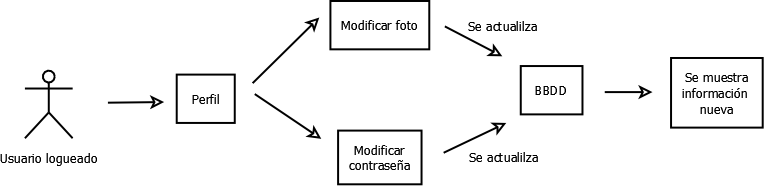 Modificar foto
Se actualilza
Se muestra
información
nueva
Perfil
BBDD
Modificar
contraseña
Se actualilza
Usuario logueado